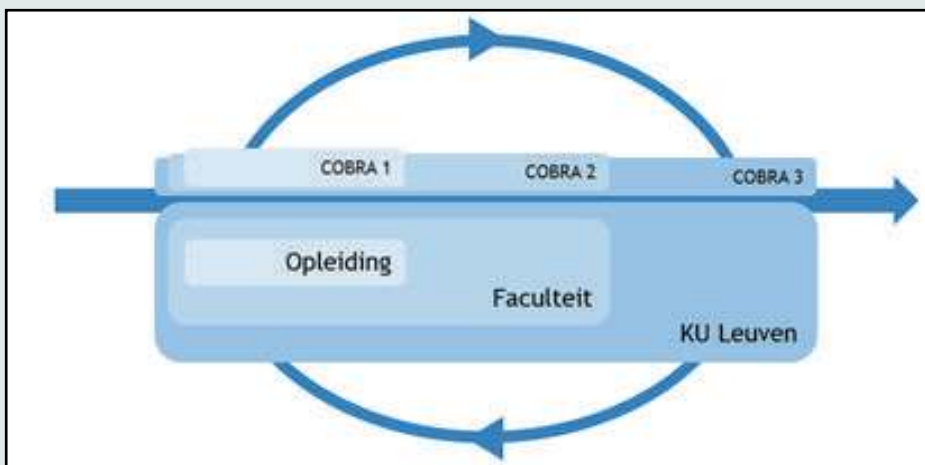 COBRA 1
COBRA 2
COBRA 3
Opleiding
Faculteit
KU Leuven